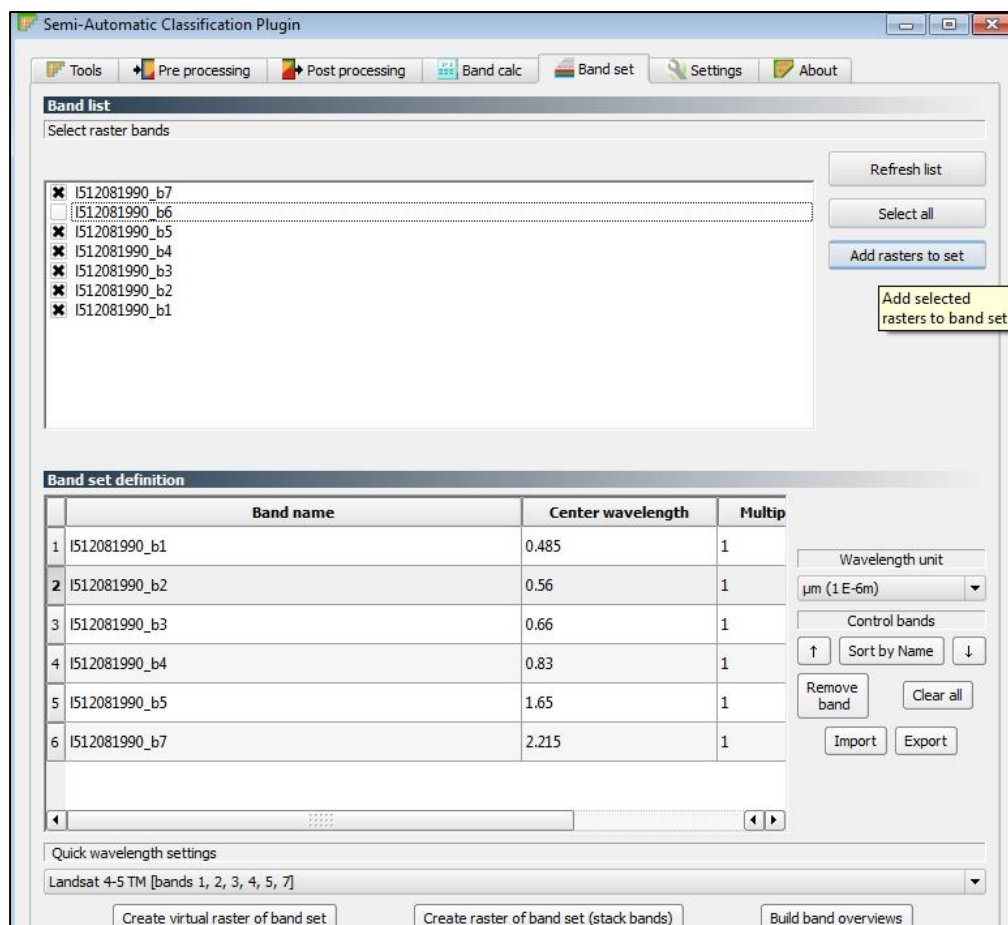 Semi-Automatic Classification Plugin
Tools Pre processing Post processing Band calc Band set Settings About
Band list
Select raster bands
Refresh list
Select all
Add rasters to set
Add selected
rasters to band set
l512081990_b7
l512081990_b6
l512081990_b5
l512081990_b4
l512081990_b3
l512081990_b2
l512081990_b1
Band set definition
Band name Center wavelength Multip
1 l512081990_b1 0.485 1
2 l512081990_b2 0.56 1
3 l512081990_b3 0.66 1
4 l512081990_b4 0.83 1
5 l512081990_b5 1.65 1
6 l512081990_b7 2.215 1
Wavelength unit
µm (1 E-6m)
Control bands
↑ Sort by Name ↓
Remove
band
Clear all
Import Export
Quick wavelength settings
Landsat 4-5 TM [bands 1, 2, 3, 4, 5, 7]
Create virtual raster of band set Create raster of band set (stack bands) Build band overviews